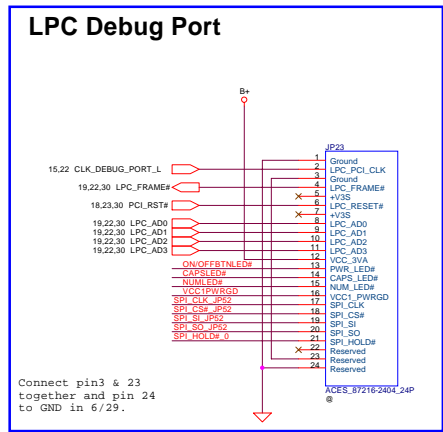 LPC Debug Port
B+
JP23
1 Ground
15,22 CLK_DEBUG_PORT_L 2 LPC_PCI_CLK
3 Ground
19,22,30 LPC_FRAME# 4 LPC_FRAME#
5 +V3S
18,23,30 PCI_RST# 6 LPC_RESET#
7 +V3S
19,22,30 LPC_AD0 8 LPC_AD0
19,22,30 LPC_AD1 9 LPC_AD1
19,22,30 LPC_AD2 10 LPC_AD2
19,22,30 LPC_AD3 11 LPC_AD3
12 VCC_3VA
ON/OFFBTNLED# 13 PWR_LED#
CAPSLED# 14 CAPS_LED#
NUMLED# 15 NUM_LED#
VCC1PWRGD 16 VCC1_PWRGD
SPI_CLK_JP52 17 SPI_CLK
SPI_CS#_JP52 18 SPI_CS#
SPI_SI_JP52 19 SPI_SI
SPI_SO_JP52 20 SPI_SO
SPI_HOLD#_0 21 SPI_HOLD#
22 Reserved
23 Reserved
24 Reserved
ACES_87216-2404_24P
@
Connect pin3 & 23
together and pin 24
to GND in 6/29.